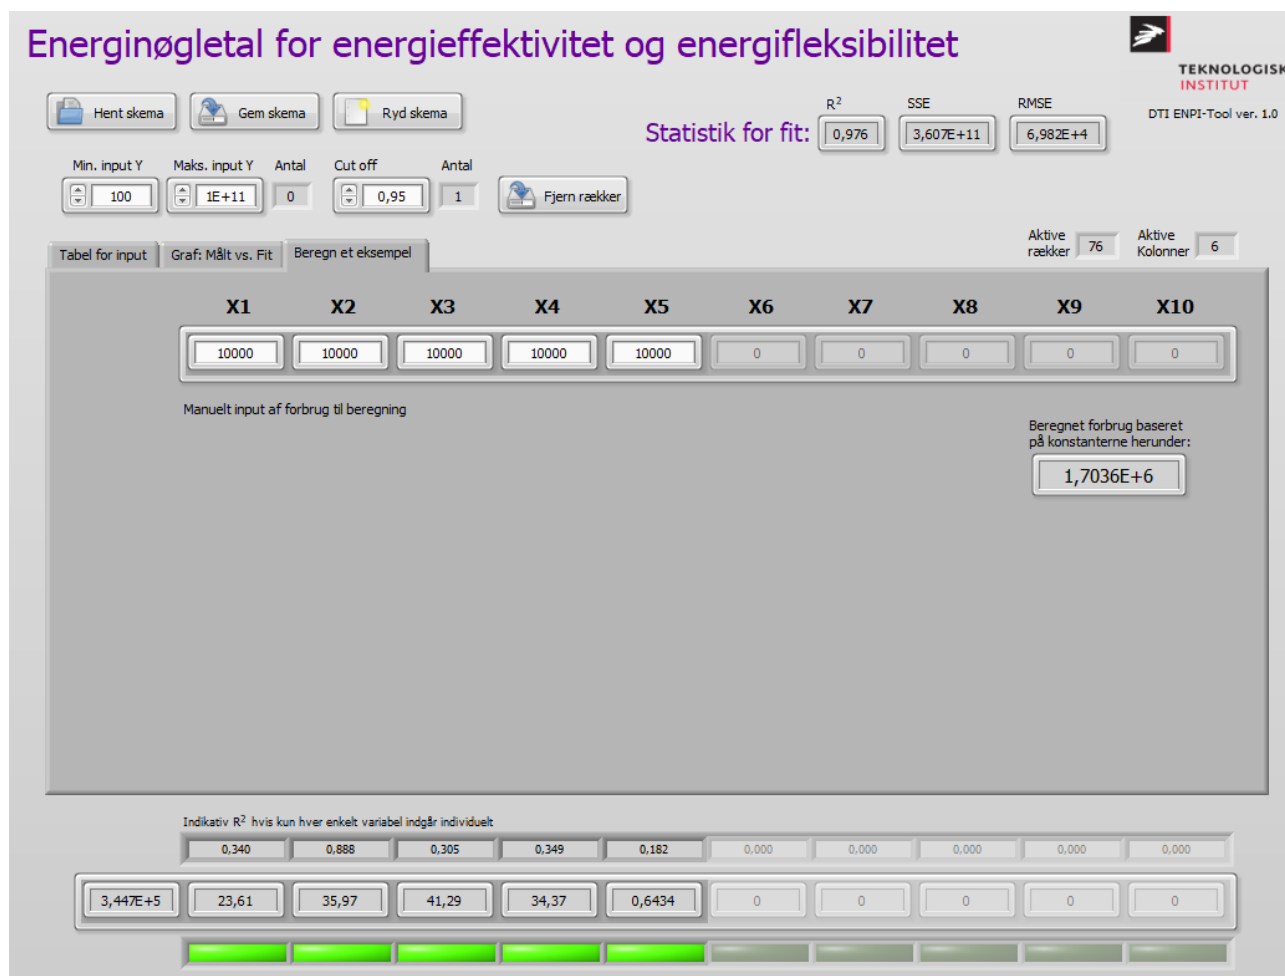 Energinøgletal for energieffektivitet og energifleksibilitet
TEKNOLOGISK
INSTITUT
DTI ENPI-Tool ver. 1.0
Hent skema Gem skema Ryd skema
R² SSE RMSE
Statistik for fit: 0,976 3,607E+11 6,982E+4
Min. input Y Maks. input Y Antal Cut off Antal
100 1E+11 0 0,95 1 Fjern rækker
Aktive rækker 76 Aktive Kolonner 6
Tabel for input Graf: Målt vs. Fit Beregn et eksempel
X1 X2 X3 X4 X5 X6 X7 X8 X9 X10
10000 10000 10000 10000 10000 0 0 0 0 0
Manuelt input af forbrug til beregning
Beregnet forbrug baseret
på konstanterne herunder:
1,7036E+6
Indikativ R² hvis kun hver enkelt variabel indgår individuelt
0,340 0,888 0,305 0,349 0,182 0,000 0,000 0,000 0,000 0,000
3,447E+5 23,61 35,97 41,29 34,37 0,6434 0 0 0 0 0